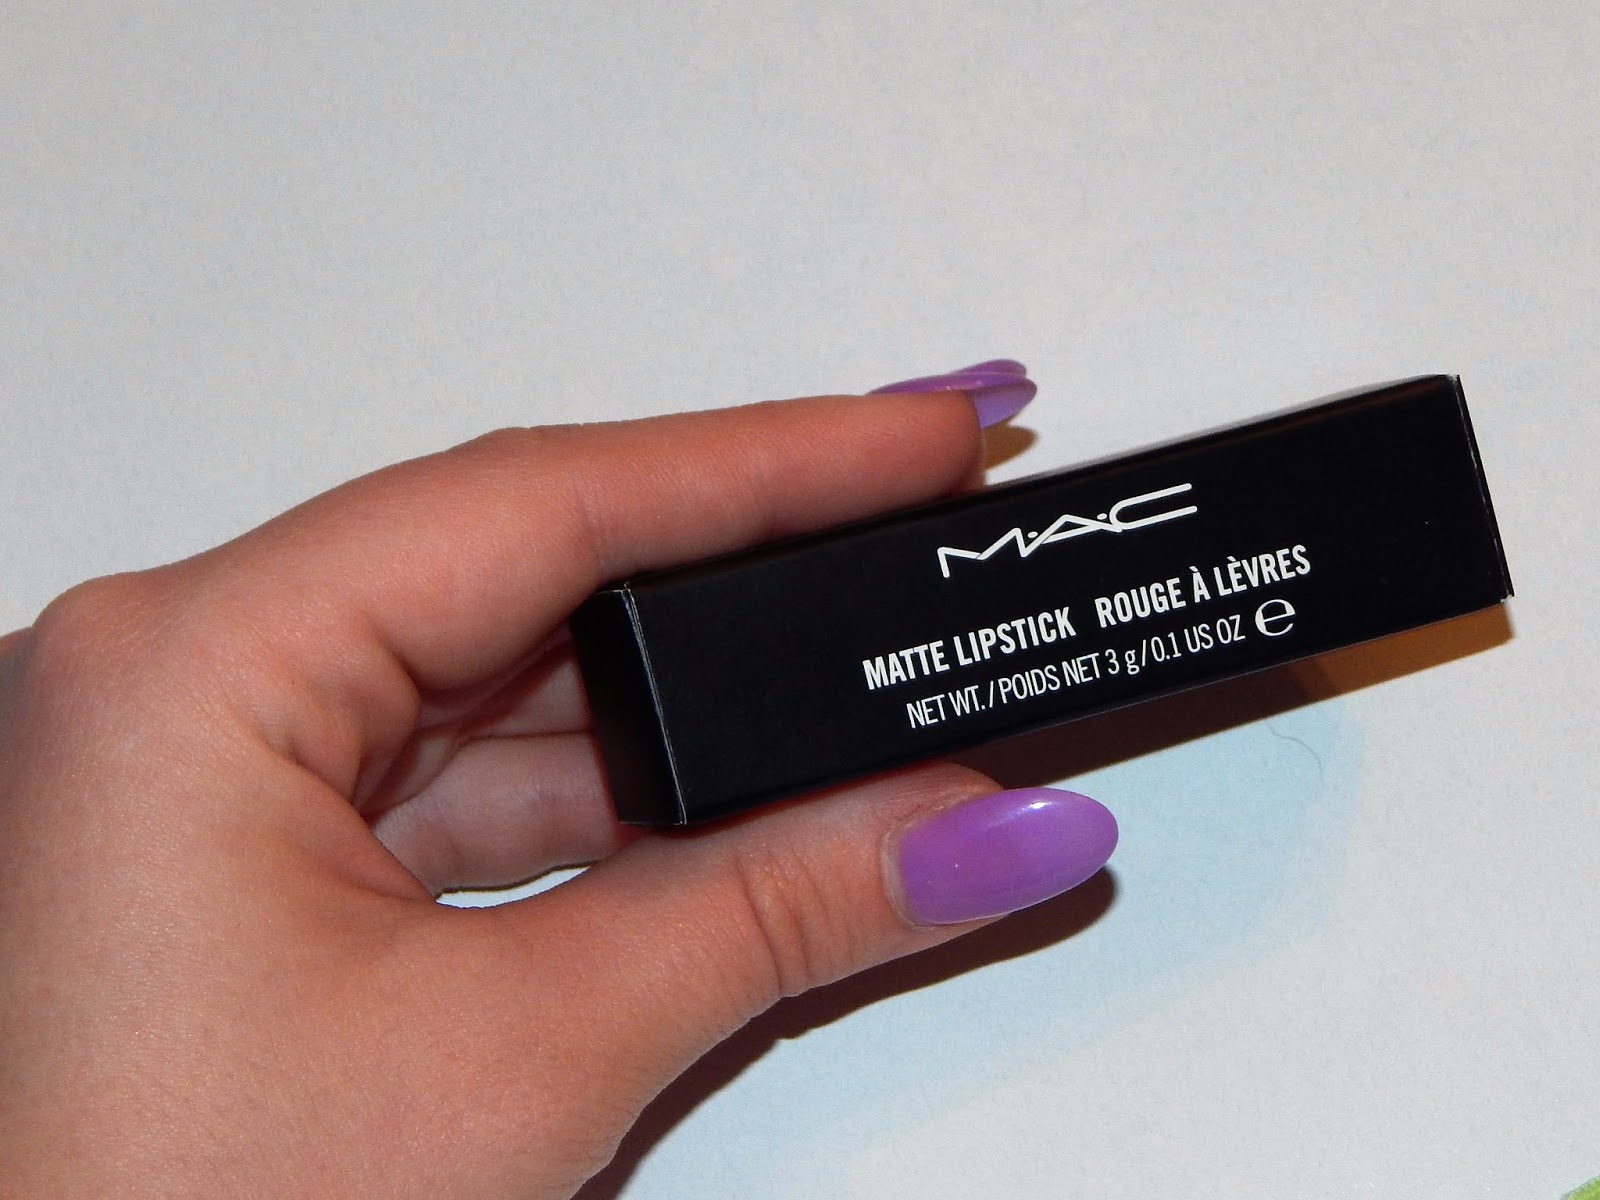 M·A·C
MATTE LIPSTICK ROUGE À LÈVRES
NET WT./POIDS NET 3 g/0.1 US OZ ℮